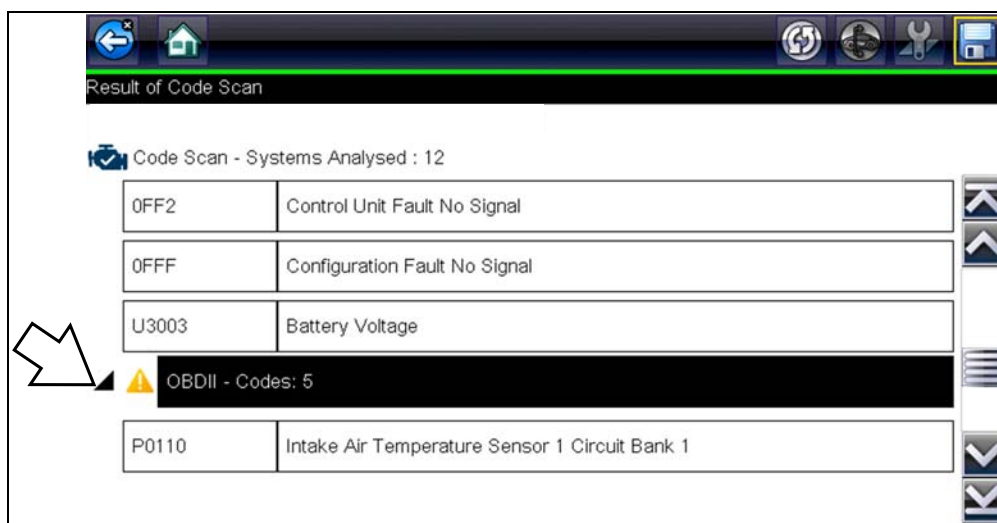 Result of Code Scan
Code Scan - Systems Analysed : 12
0FF2 Control Unit Fault No Signal
0FFF Configuration Fault No Signal
U3003 Battery Voltage
OBDII - Codes: 5
P0110 Intake Air Temperature Sensor 1 Circuit Bank 1